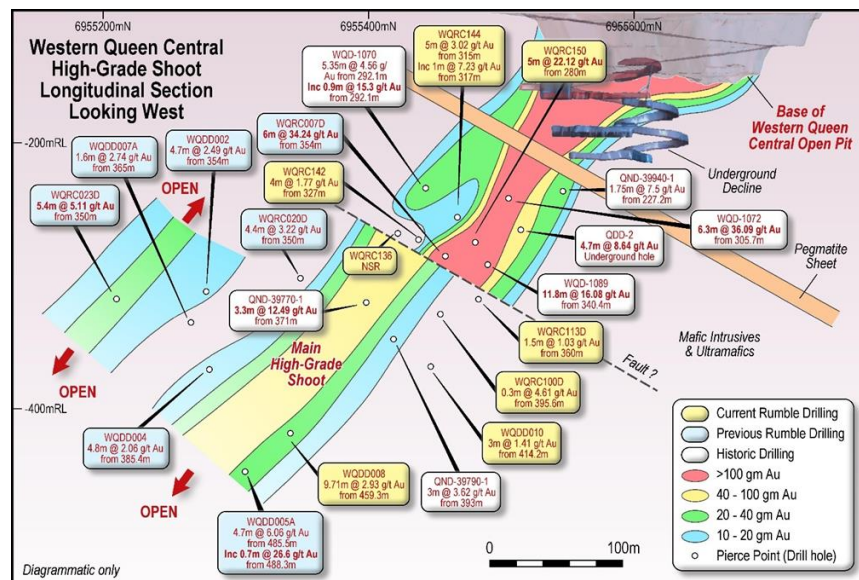 6955200mN
6955400mN
6955600mN
Western Queen Central
High-Grade Shoot
Longitudinal Section
Looking West
WQD-1070
5.35m @ 4.56 g/
Au from 292.1m
Inc 0.9m @ 15.3 g/t
from 292.1m
WQRC144
5m @ 3.02 g/t Au
from 315m
Inc 1m @ 7.23 g/t Au
from 317m
WQRC150
5m @ 22.12 g/t Au
from 280m
Base of
Western Queen
Central Open Pit
-200mRL
WQDD007A
1.6m @ 2.74 g/t Au
from 365m
WQDD002
4.7m @ 2.49 g/t Au
from 354m
WQRC007D
6m @ 34.24 g/t Au
from 354m
WQRC142
4m @ 1.77 g/t Au
from 327m
Underground
Decline
QND-39940-1
1.75m @ 7.5 g/t Au
from 227.2m
OPEN
WQRC023D
5.4m @ 5.11 g/t Au
from 350m
WQRC020D
4.4m @ 3.22 g/t Au
from 350m
QDD-2
4.7m @ 8.64 g/t Au
Underground hole
WQD-1072
6.3m @ 36.09 g/t Au
from 305.7m
WQRC136
NSR
Pegmatite
Sheet
WQD-1089
11.8m @ 16.08 g/t Au
from 340.4m
QND-39770-1
3.3m @ 12.49 g/t Au
from 371m
Main
High-Grade
Shoot
WQRC113D
1.5m @ 1.03 g/t Au
from 360m
Fault ?
Mafic Intrusives
& Ultramafics
OPEN
WQRC100D
0.3m @ 4.61 g/t Au
from 395.6m
-400mRL
WQDD004
4.8m @ 2.06 g/t Au
from 385.4m
WQDD010
3m @ 1.41 g/t Au
from 414.2m
WQDD008
9.71m @ 2.93 g/t Au
from 459.3m
QND-39790-1
3m @ 3.62 g/t Au
from 393m
OPEN
WQDD005A
4.7m @ 6.06 g/t Au
from 485.5m
Inc 0.7m @ 26.6 g/t Au
from 488.3m
Current Rumble Drilling
Previous Rumble Drilling
Historic Drilling
>100 gm Au
40 - 100 gm Au
20 - 40 gm Au
10 - 20 gm Au
Pierce Point (Drill hole)
0
100m
Diagrammatic only